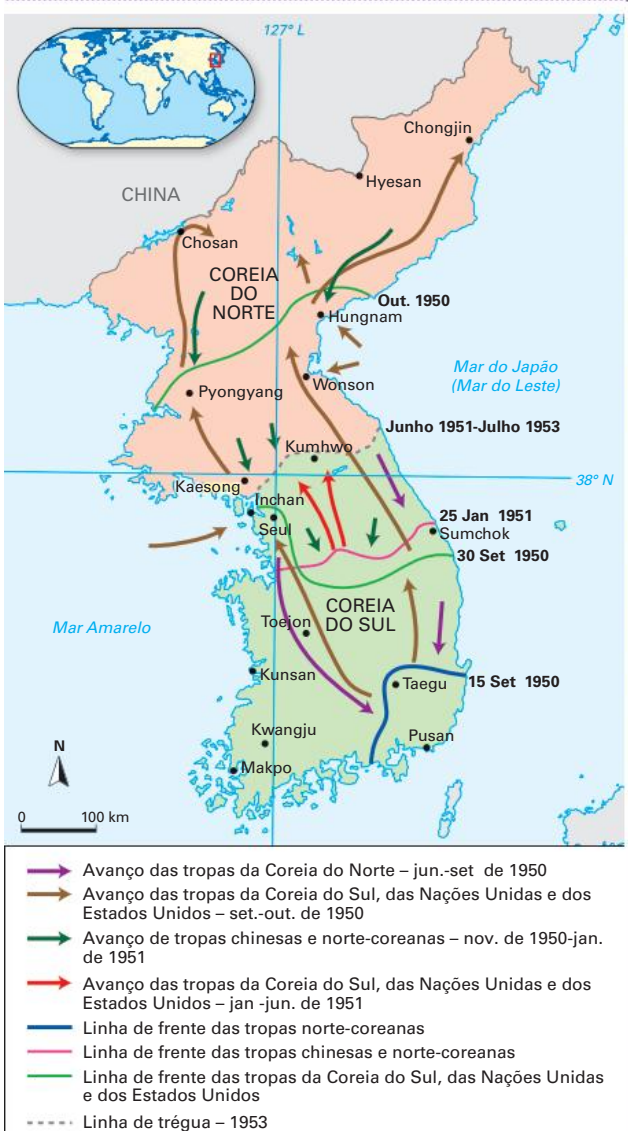 127° L
Chongjin
Hyesan
CHINA
Chosan
COREIA
DO
NORTE
Out. 1950
Hungnam
Mar do Japão
(Mar do Leste)
Wonson
Pyongyang
Junho 1951-Julho 1953
Kumhwo
38° N
Kaesong
Inchan
25 Jan 1951
Seul
Sumchok
30 Set 1950
COREIA
DO SUL
Mar Amarelo
Toejon
Kunsan
Taegu
15 Set 1950
Kwangju
Pusan
N
Makpo
0 100 km
Avanço das tropas da Coreia do Norte – jun.-set de 1950
Avanço das tropas da Coreia do Sul, das Nações Unidas e dos
Estados Unidos – set.-out. de 1950
Avanço de tropas chinesas e norte-coreanas – nov. de 1950-jan.
de 1951
Avanço das tropas da Coreia do Sul, das Nações Unidas e dos
Estados Unidos – jan -jun. de 1951
Linha de frente das tropas norte-coreanas
Linha de frente das tropas chinesas e norte-coreanas
Linha de frente das tropas da Coreia do Sul, das Nações Unidas
e dos Estados Unidos
Linha de trégua – 1953